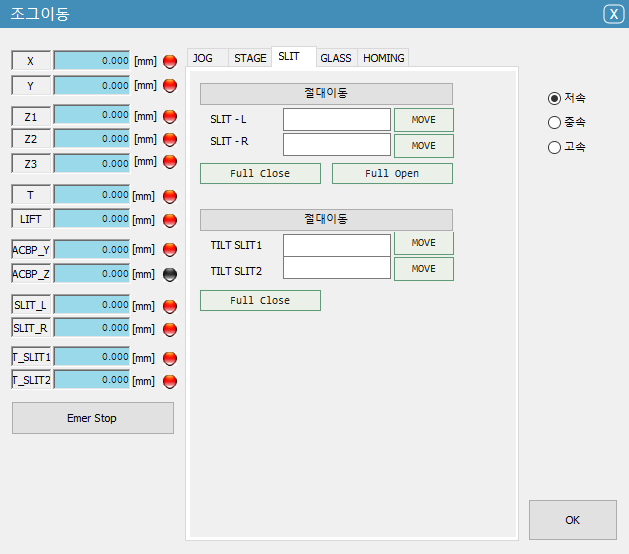 조그이동 X
X 0.000 [mm]
Y 0.000 [mm]
Z1 0.000 [mm]
Z2 0.000 [mm]
Z3 0.000 [mm]
T 0.000 [mm]
LIFT 0.000 [mm]
ACBP_Y 0.000 [mm]
ACBP_Z 0.000 [mm]
SLIT_L 0.000 [mm]
SLIT_R 0.000 [mm]
T_SLIT1 0.000 [mm]
T_SLIT2 0.000 [mm]
Emer Stop
JOG STAGE SLIT GLASS HOMING
절대이동
SLIT - L MOVE
SLIT - R MOVE
Full Close Full Open
절대이동
TILT SLIT1 MOVE
TILT SLIT2 MOVE
Full Close
저속
중속
고속
OK